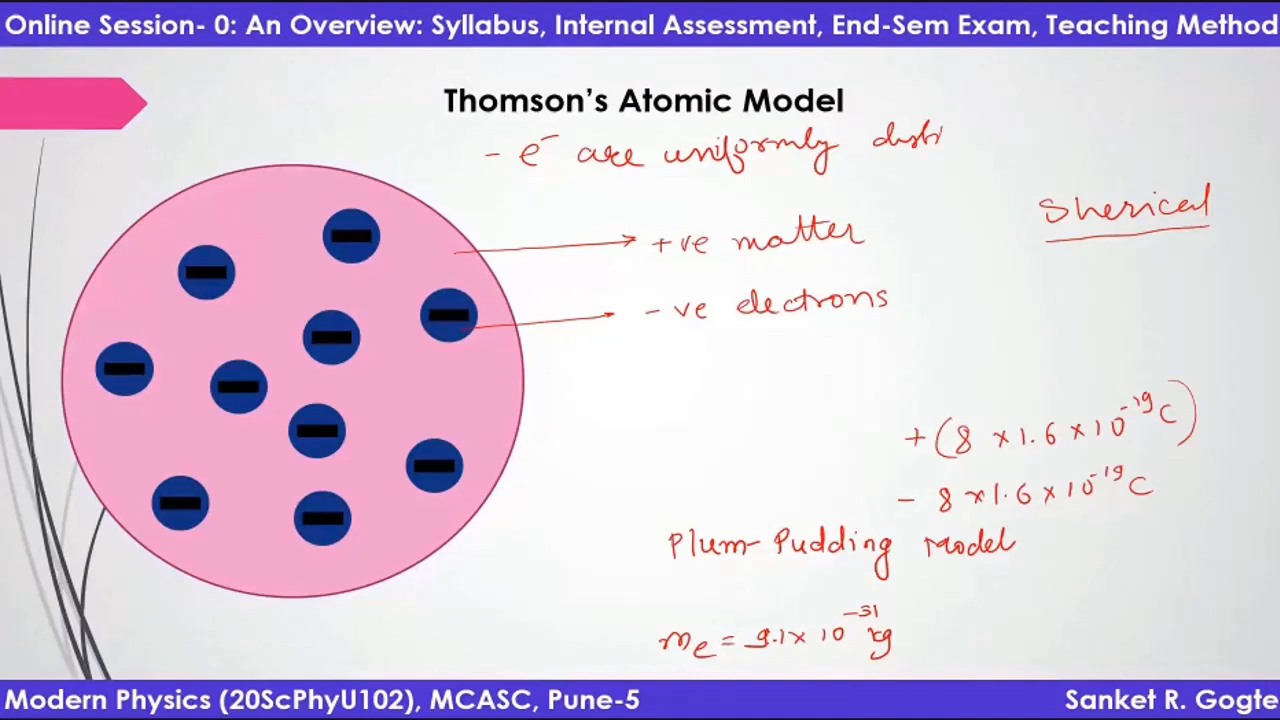 Online Session- 0: An Overview: Syllabus, Internal Assessment, End-Sem Exam, Teaching Method
Thomson's Atomic Model
- e⁻ are uniformly distri
Sherical
+ve matter
-ve electrons
+(8 × 1.6 × 10⁻¹⁹ C)
- 8 × 1.6 × 10⁻¹⁹ C
Plum-Pudding Model
mₑ = 9.1 × 10⁻³¹ kg
Modern Physics (20ScPhyU102), MCASC, Pune-5
Sanket R. Gogte